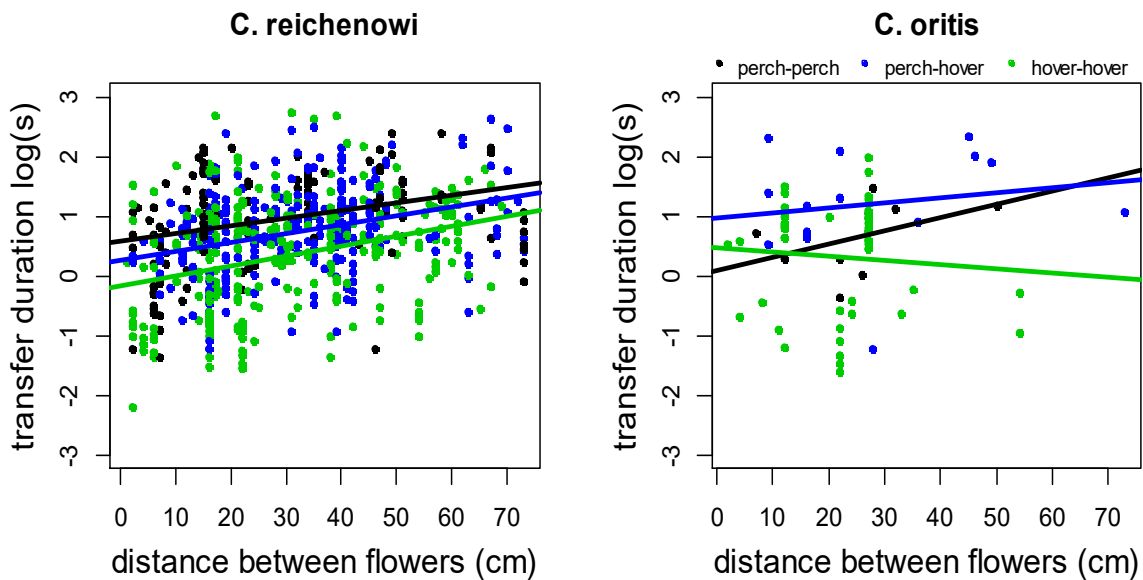 C. reichenowi
transfer duration log(s)
3
2
1
0
-1
-2
-3
0 10 20 30 40 50 60 70
distance between flowers (cm)
C. oritis
perch-perch perch-hover hover-hover
transfer duration log(s)
3
2
1
0
-1
-2
-3
0 10 20 30 40 50 60 70
distance between flowers (cm)